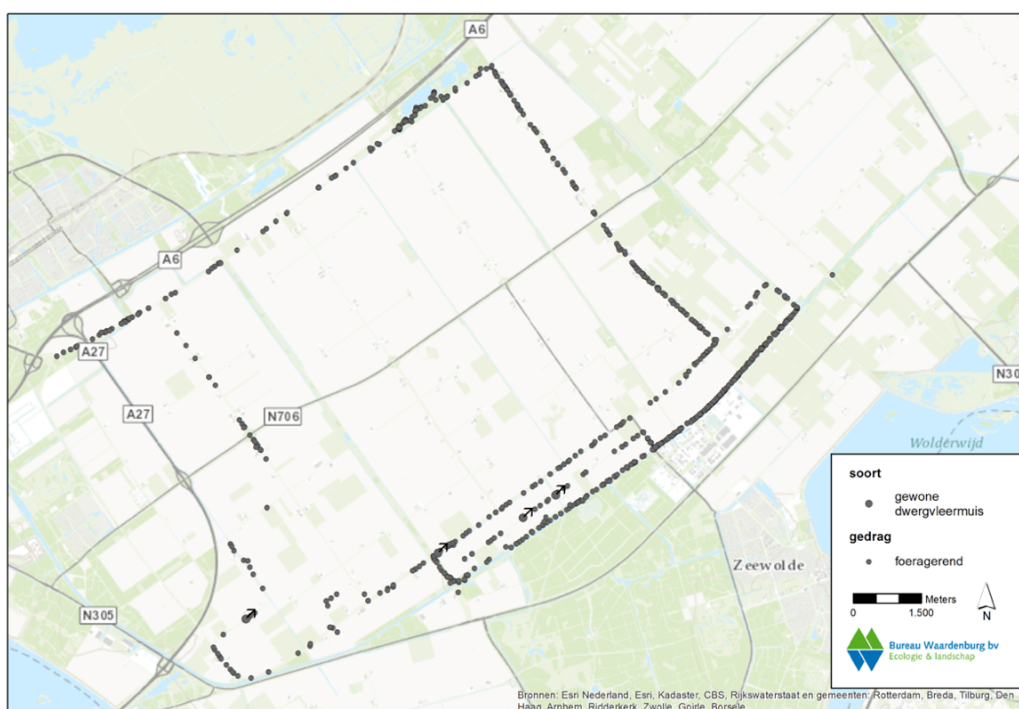 A6
A6
A27
A27
N706
N305
N30
Wolderwijd
Zeewolde
soort
gewone
dwergvleermuis
gedrag
foeragerend
Meters
0 1.500
N
Bureau Waardenburg bv
Ecologie & landschap
Bronnen: Esri Nederland, Esri, Kadaster, CBS, Rijkswaterstaat en gemeenten: Rotterdam, Breda, Tilburg, Den
Haag, Arnhem, Ridderkerk, Zwolle, Goirle, Borsele